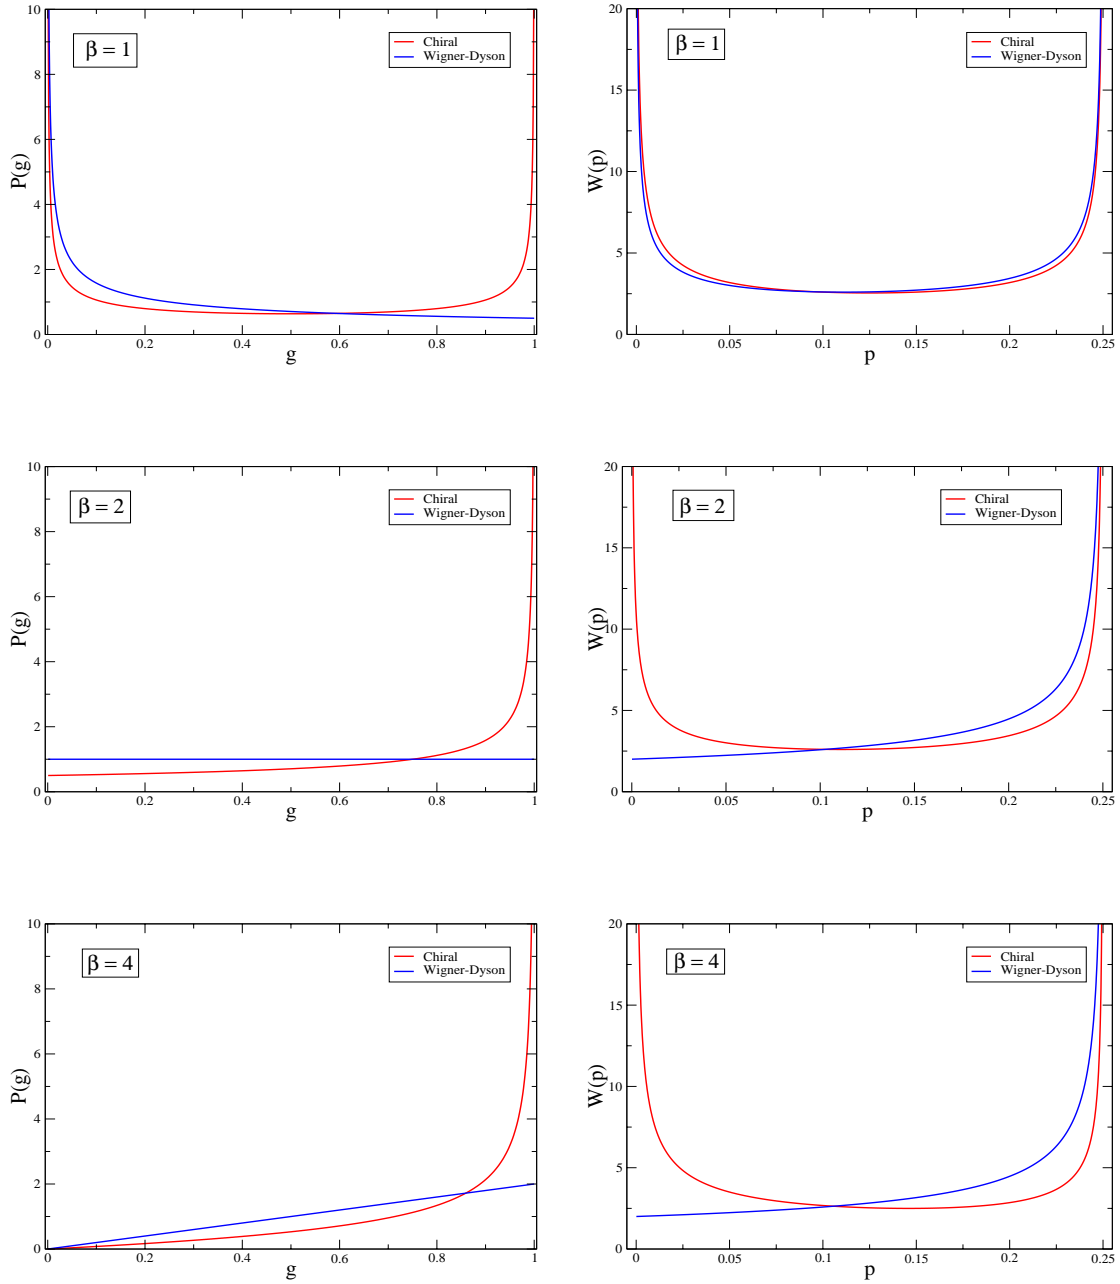 β = 1
Chiral
Wigner-Dyson
P(g)
10
8
6
4
2
0
0 0.2 0.4 0.6 0.8 1
g
β = 1
Chiral
Wigner-Dyson
W(p)
20
15
10
5
0
0 0.05 0.1 0.15 0.2 0.25
p
β = 2
Chiral
Wigner-Dyson
P(g)
10
8
6
4
2
0
0 0.2 0.4 0.6 0.8 1
g
β = 2
Chiral
Wigner-Dyson
W(p)
20
15
10
5
0
0 0.05 0.1 0.15 0.2 0.25
p
β = 4
Chiral
Wigner-Dyson
P(g)
10
8
6
4
2
0
0 0.2 0.4 0.6 0.8 1
g
β = 4
Chiral
Wigner-Dyson
W(p)
20
15
10
5
0
0 0.05 0.1 0.15 0.2 0.25
p